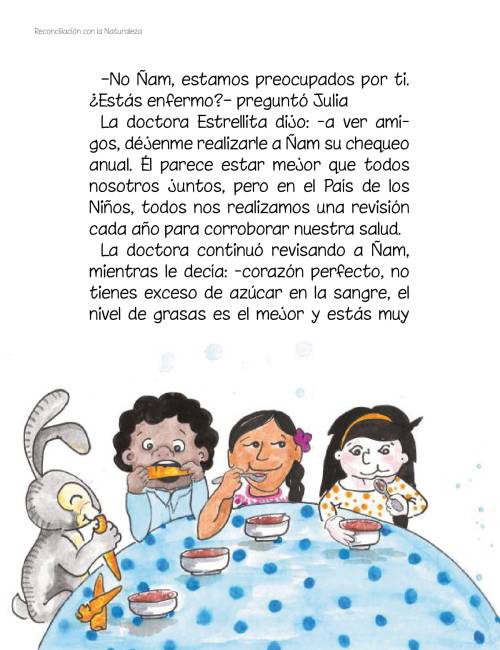 Reconciliación con la Naturaleza
-No Ñam, estamos preocupados por ti.
¿Estás enfermo?- preguntó Julia
La doctora Estrellita dijo: -a ver ami-
gos, déjenme realizarle a Ñam su chequeo
anual. Él parece estar mejor que todos
nosotros juntos, pero en el País de los
Niños, todos nos realizamos una revisión
cada año para corroborar nuestra salud.
La doctora continuó revisando a Ñam,
mientras le decía: -corazón perfecto, no
tienes exceso de azúcar en la sangre, el
nivel de grasas es el mejor y estás muy